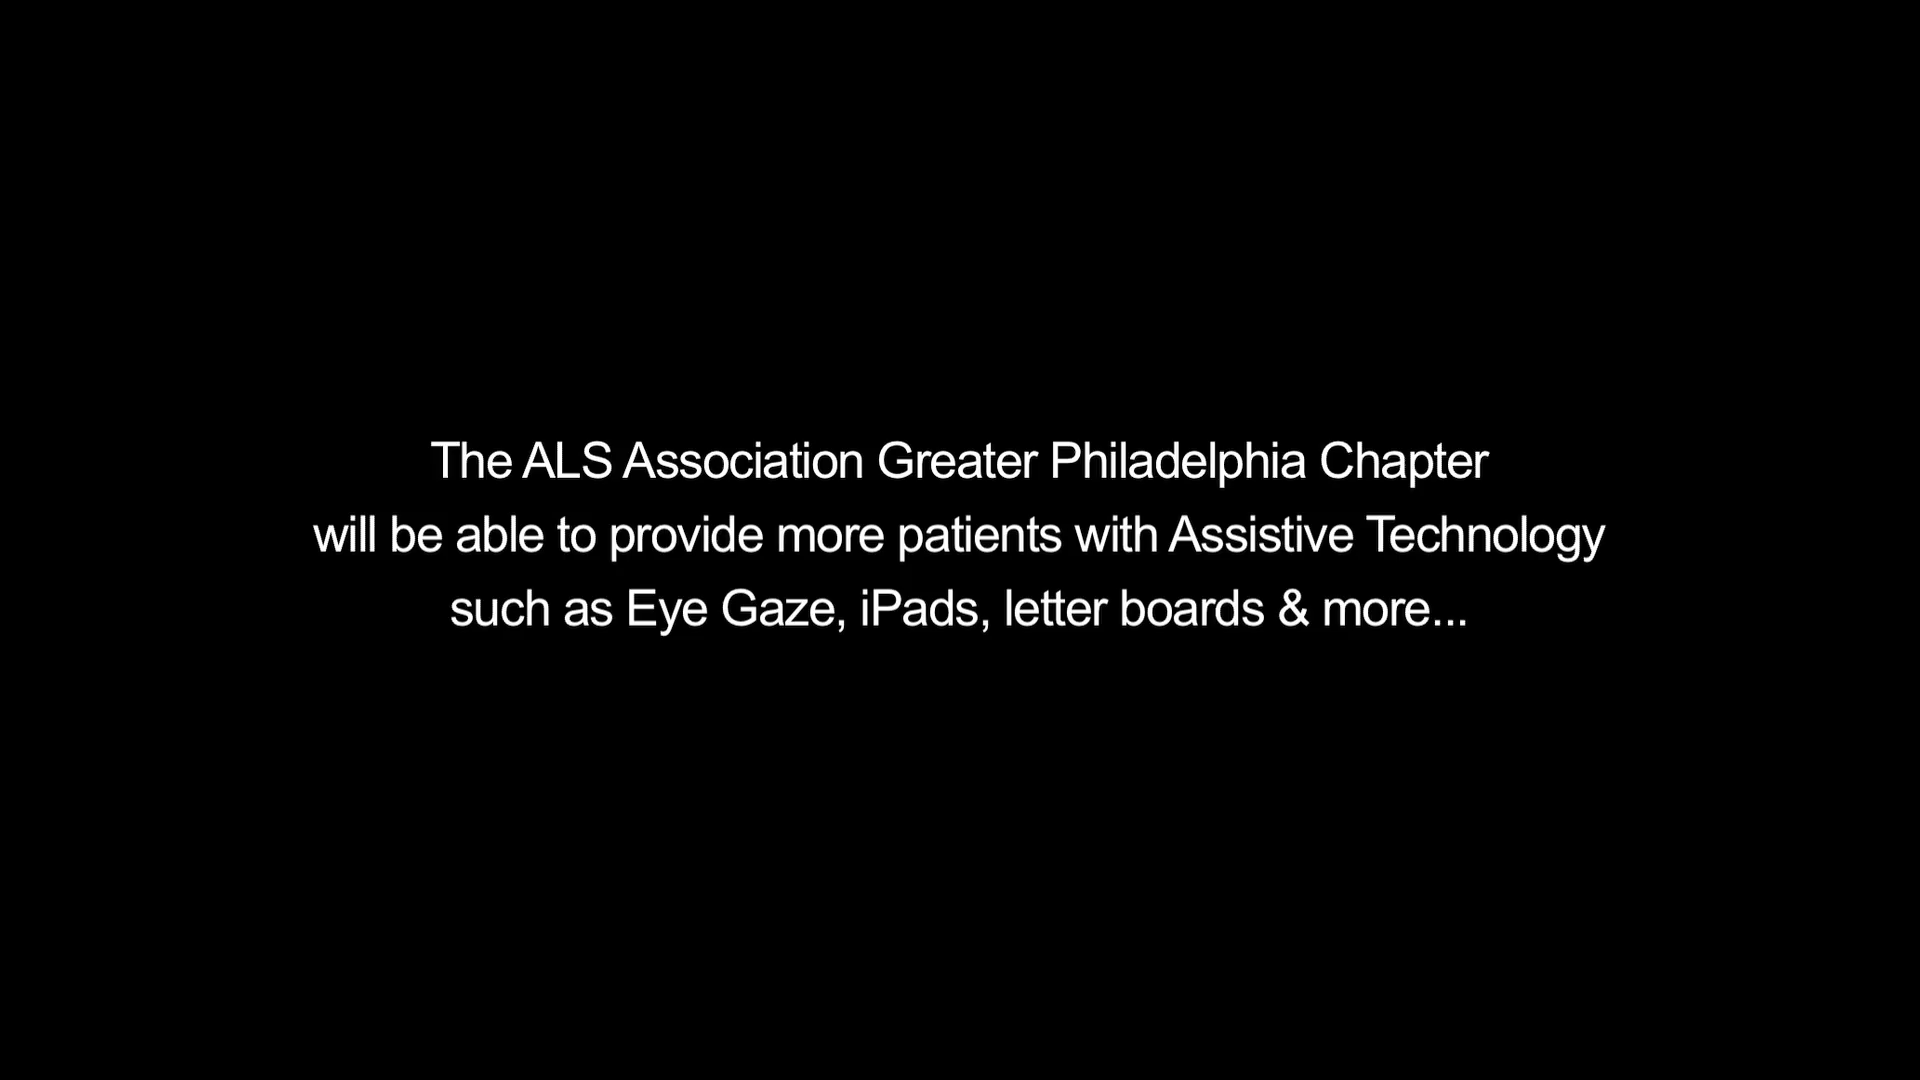 The ALS Association Greater Philadelphia Chapter
will be able to provide more patients with Assistive Technology
such as Eye Gaze, iPads, letter boards & more...